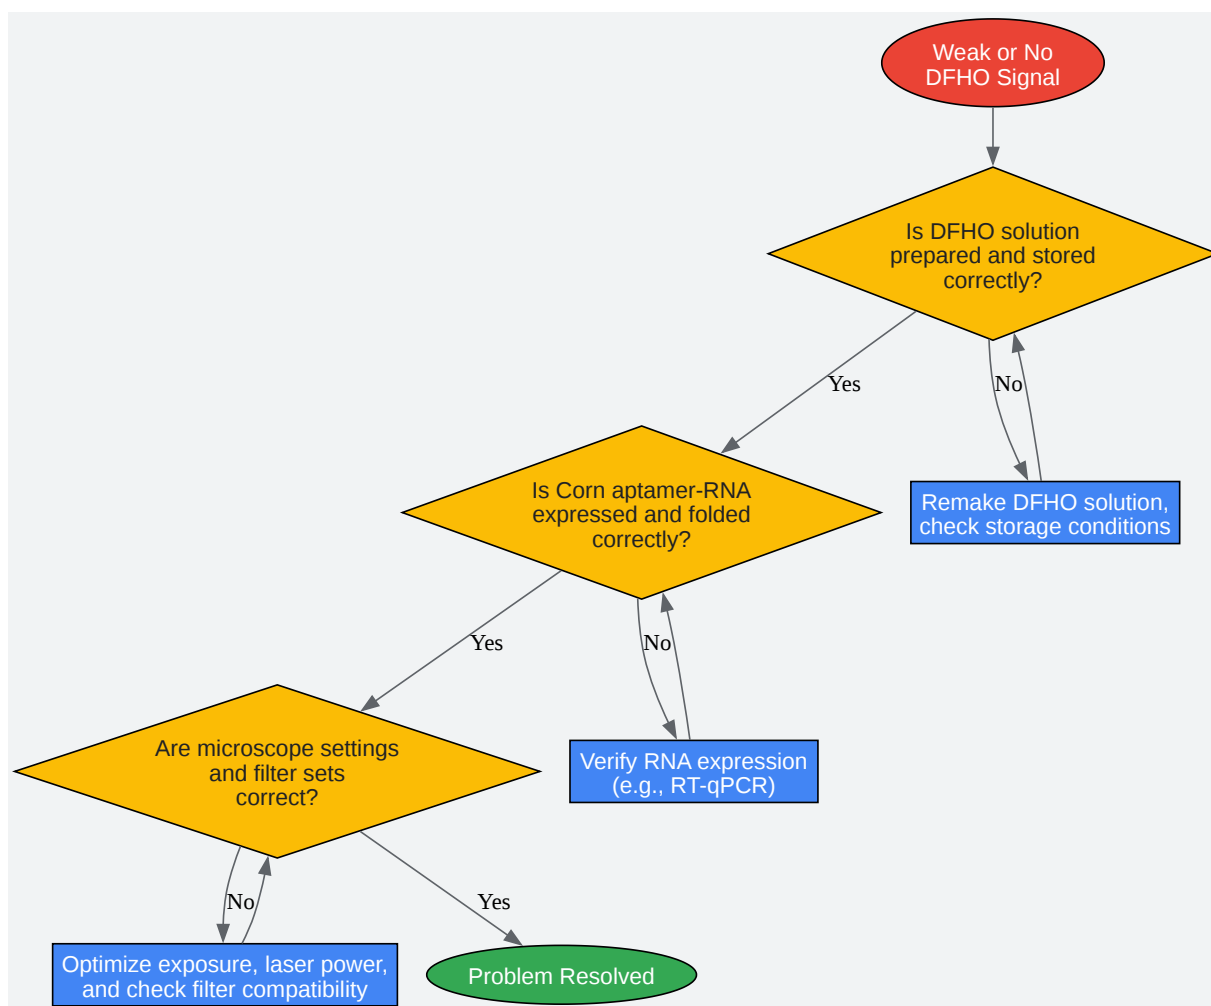 Weak or No
DFHO Signal
Is DFHO solution
prepared and stored
correctly?
Yes
No
Is Corn aptamer-RNA
expressed and folded
correctly?
Remake DFHO solution,
check storage conditions
Yes
No
Are microscope settings
and filter sets
correct?
Verify RNA expression
(e.g., RT-qPCR)
No
Yes
Optimize exposure, laser power,
and check filter compatibility
Problem Resolved